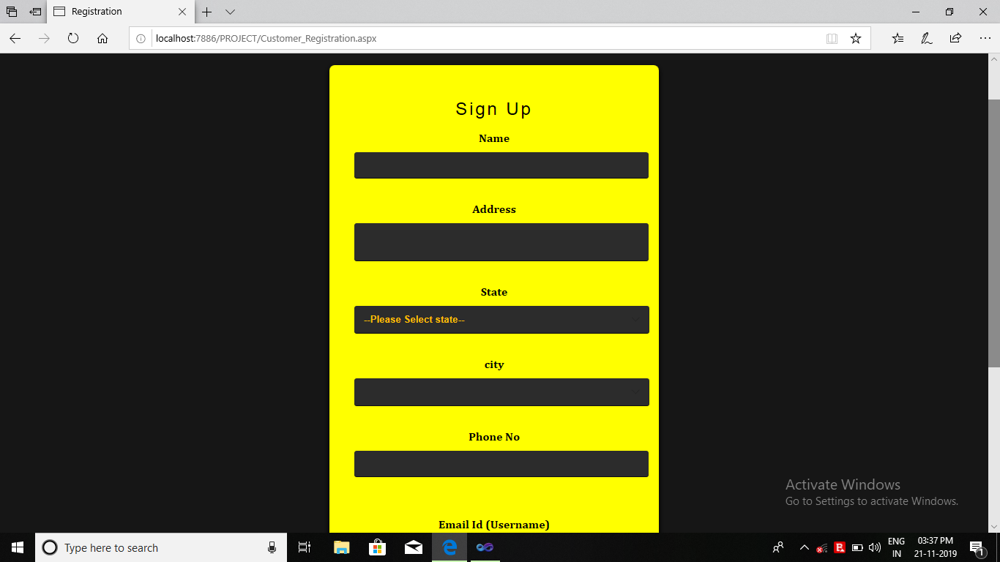 Registration
localhost:7886/PROJECT/Customer_Registration.aspx
Sign Up
Name
Address
State
--Please Select state--
city
Phone No
Email Id (Username)
Activate Windows
Go to Settings to activate Windows.
Type here to search
ENG
IN
03:37 PM
21-11-2019
1